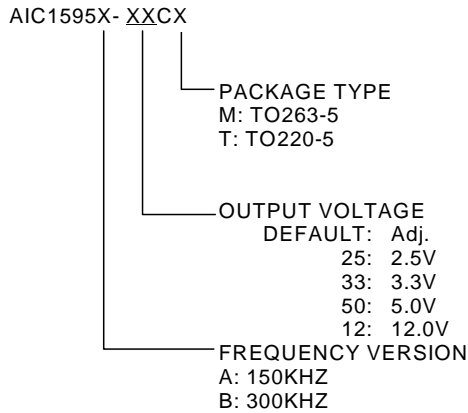 AIC1595X- XXCX
PACKAGE TYPE
M: TO263-5
T: TO220-5
OUTPUT VOLTAGE
DEFAULT: Adj.
25: 2.5V
33: 3.3V
50: 5.0V
12: 12.0V
FREQUENCY VERSION
A: 150KHZ
B: 300KHZ